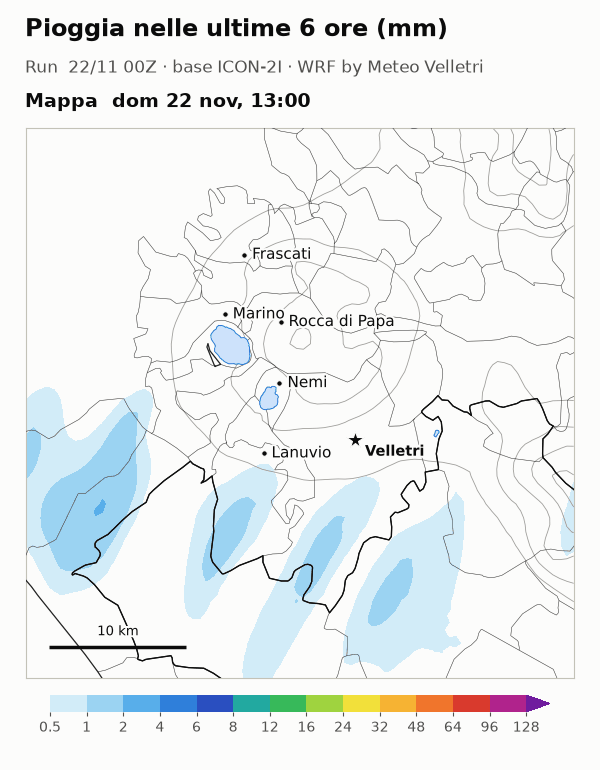 Pioggia nelle ultime 6 ore (mm)
Run  22/11 00Z · base ICON-2I · WRF by Meteo Velletri
Mappa  dom 22 nov, 13:00
Frascati
Marino
Rocca di Papa
Nemi
Velletri
Lanuvio
10 km
0.5 1 2 4 6 8 12 16 24 32 48 64 96 128